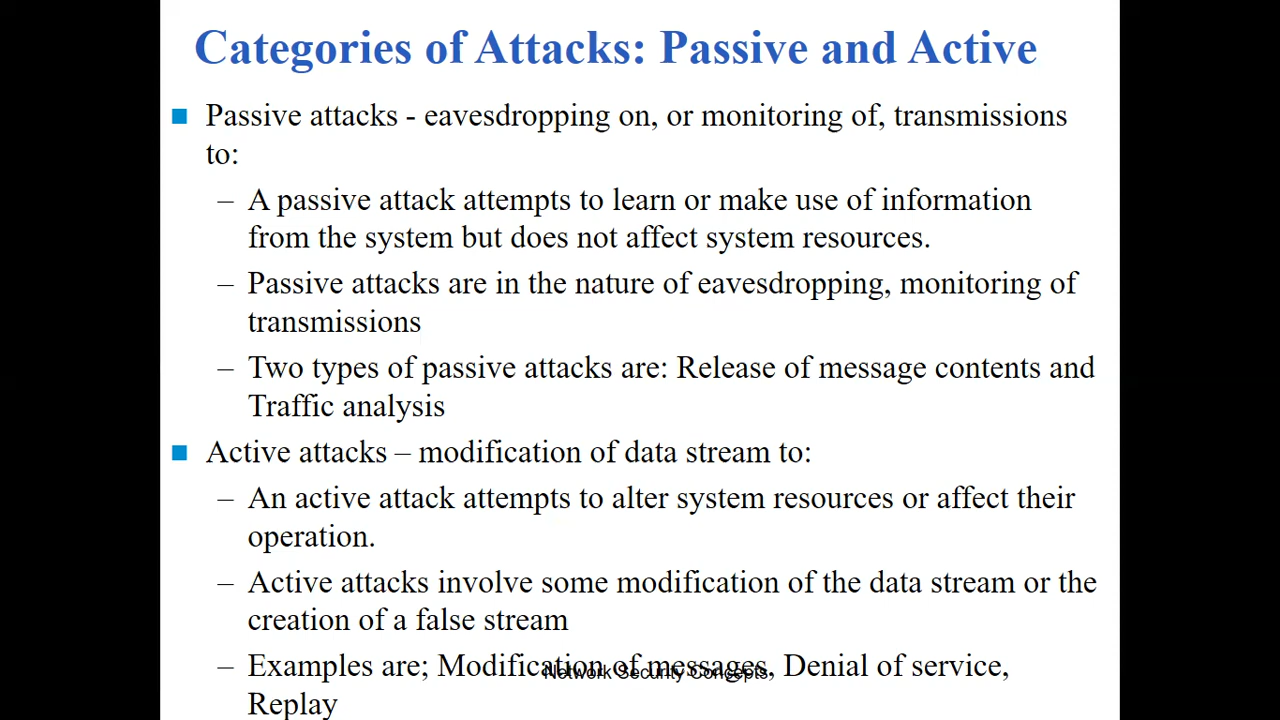 Categories of Attacks: Passive and Active
■ Passive attacks - eavesdropping on, or monitoring of, transmissions
to:
– A passive attack attempts to learn or make use of information
from the system but does not affect system resources.
– Passive attacks are in the nature of eavesdropping, monitoring of
transmissions
– Two types of passive attacks are: Release of message contents and
Traffic analysis
■ Active attacks – modification of data stream to:
– An active attack attempts to alter system resources or affect their
operation.
– Active attacks involve some modification of the data stream or the
creation of a false stream
– Examples are; Modification of messages, Denial of service,
Network Security Concepts
Replay